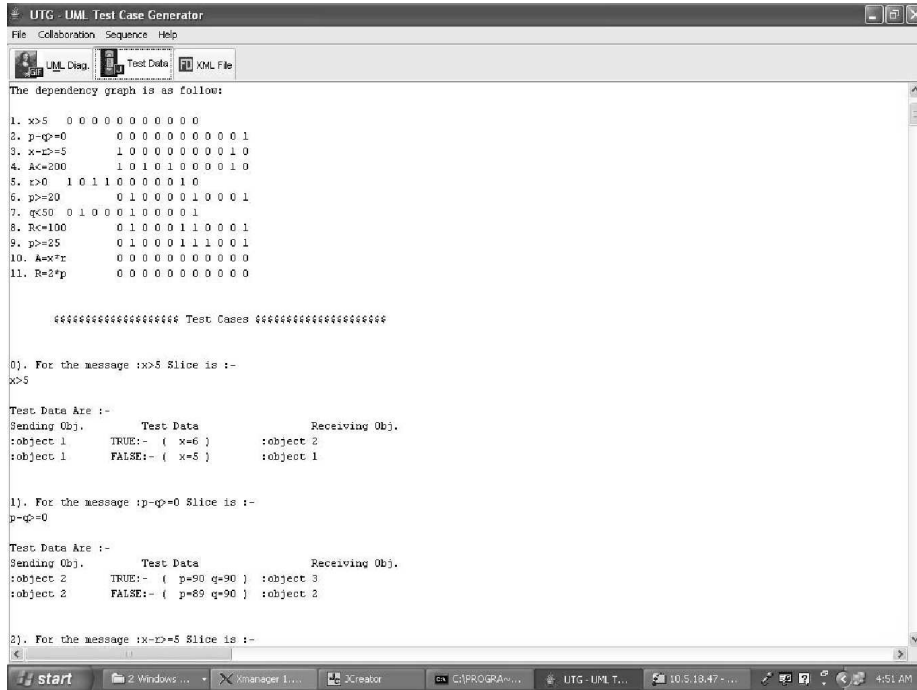 UTG - UML Test Case Generator
File Collaboration Sequence Help
GIF UML Diag. J Test Data XML File
The dependency graph is as follow:
1. x>5 0 0 0 0 0 0 0 0 0 0 0
2. p-q>=0 0 0 0 0 0 0 0 0 0 0 1
3. x-r>=5 1 0 0 0 0 0 0 0 0 1 0
4. A<=200 1 0 1 0 1 0 0 0 0 1 0
5. r>0 1 0 1 1 0 0 0 0 0 1 0
6. p>=20 0 1 0 0 0 0 1 0 0 0 1
7. q<50 0 1 0 0 0 1 0 0 0 0 1
8. R<=100 0 1 0 0 0 1 1 0 0 0 1
9. p>=25 0 1 0 0 0 1 1 1 0 0 1
10. A=x*r 0 0 0 0 0 0 0 0 0 0 0
11. R=2*p 0 0 0 0 0 0 0 0 0 0 0
Test Cases
0). For the message :x>5 Slice is :-
x>5
Test Data Are :-
Sending Obj. Test Data Receiving Obj.
:object 1 TRUE:- ( x=6 ) :object 2
:object 1 FALSE:- ( x=5 ) :object 1
1). For the message :p-q>=0 Slice is :-
p-q>=0
Test Data Are :-
Sending Obj. Test Data Receiving Obj.
:object 2 TRUE:- ( p=90 q=90 ) :object 3
:object 2 FALSE:- ( p=89 q=90 ) :object 2
2). For the message :x-r>=5 Slice is :-
start 2 Windows ... Xmanager 1.... JCreator C:\PROGRA~... UTG - UML T... 10.5.18.47 - ... 4:51 AM